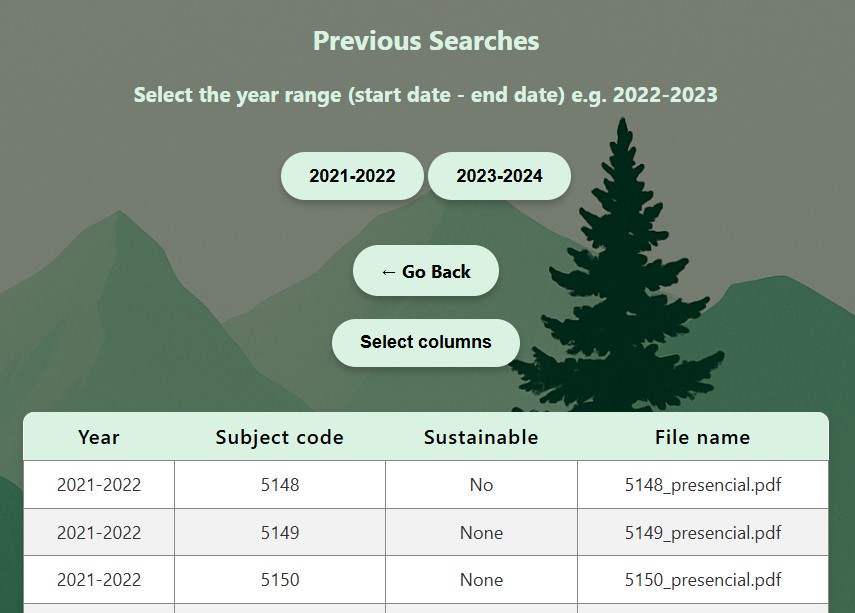 Previous Searches
Select the year range (start date - end date) e.g. 2022-2023
2021-2022 2023-2024
← Go Back
Select columns
Year Subject code Sustainable File name
2021-2022 5148 No 5148_presencial.pdf
2021-2022 5149 None 5149_presencial.pdf
2021-2022 5150 None 5150_presencial.pdf